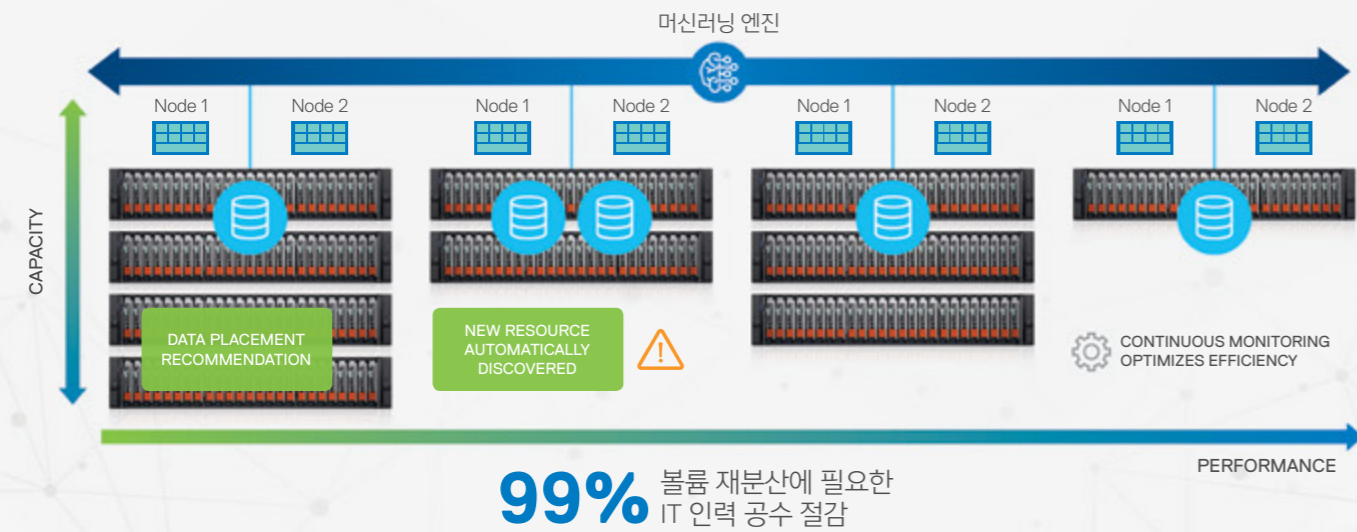 머신러닝 엔진
Node 1
Node 2
Node 1
Node 2
Node 1
Node 2
Node 1
Node 2
CAPACITY
DATA PLACEMENT
RECOMMENDATION
NEW RESOURCE
AUTOMATICALLY
DISCOVERED
CONTINUOUS MONITORING
OPTIMIZES EFFICIENCY
PERFORMANCE
99%
볼륨 재분산에 필요한
IT 인력 공수 절감